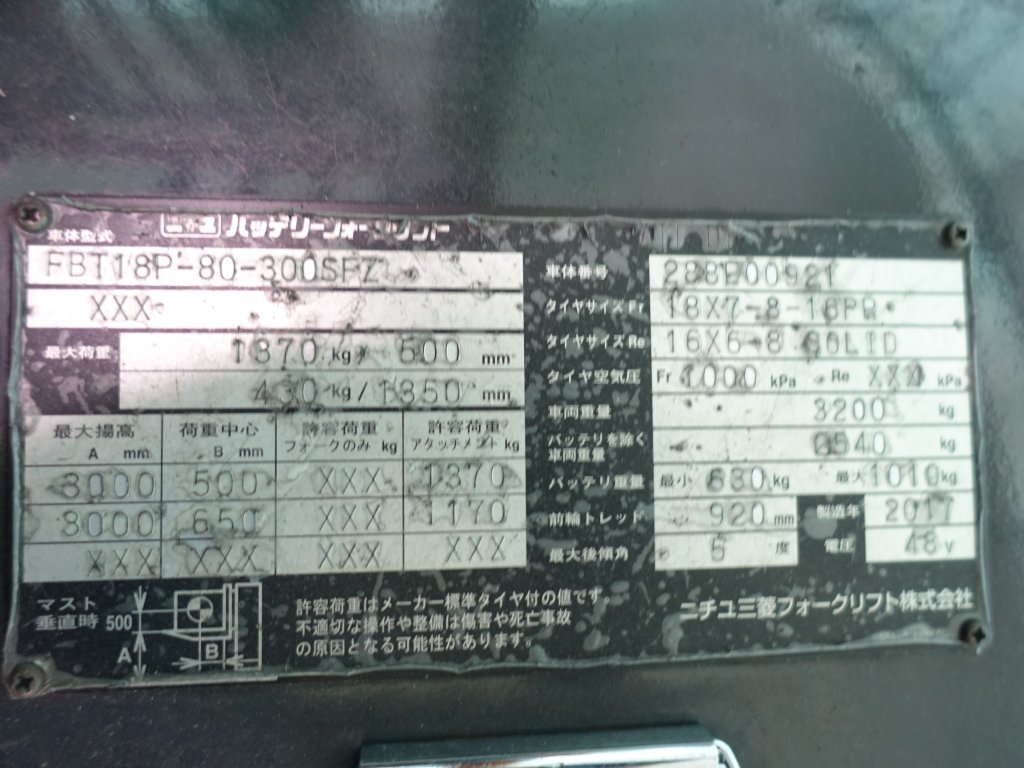 ニチユ バッテリーフォークリフト
車体型式
FBT18P-80-300SFZ
XXX
最大荷重 1370 kg / 500 mm
430 kg / 1350 mm
最大揚高 A mm 荷重中心 B mm 許容荷重 フォークのみ kg 許容荷重 アタッチメント kg
3000 500 XXX 1370
3000 650 XXX 1170
XXX XXX XXX XXX
マスト
垂直時 500
A B
許容荷重はメーカー標準タイヤ付の値です。
不適切な操作や整備は傷害や死亡事故
の原因となる可能性があります。
車体番号
タイヤサイズ Fr 18X7-8-16PR
タイヤサイズ Re 16X6-8 SOLID
タイヤ空気圧 Fr 1000 kPa Re XXX kPa
車両重量 3200 kg
バッテリを除く
車両重量 kg
バッテリ重量 最小 630 kg 最大 1010 kg
前輪トレッド 920 mm 製造年 2017
最大後傾角 度 電圧 48 V
ニチユ三菱フォークリフト株式会社